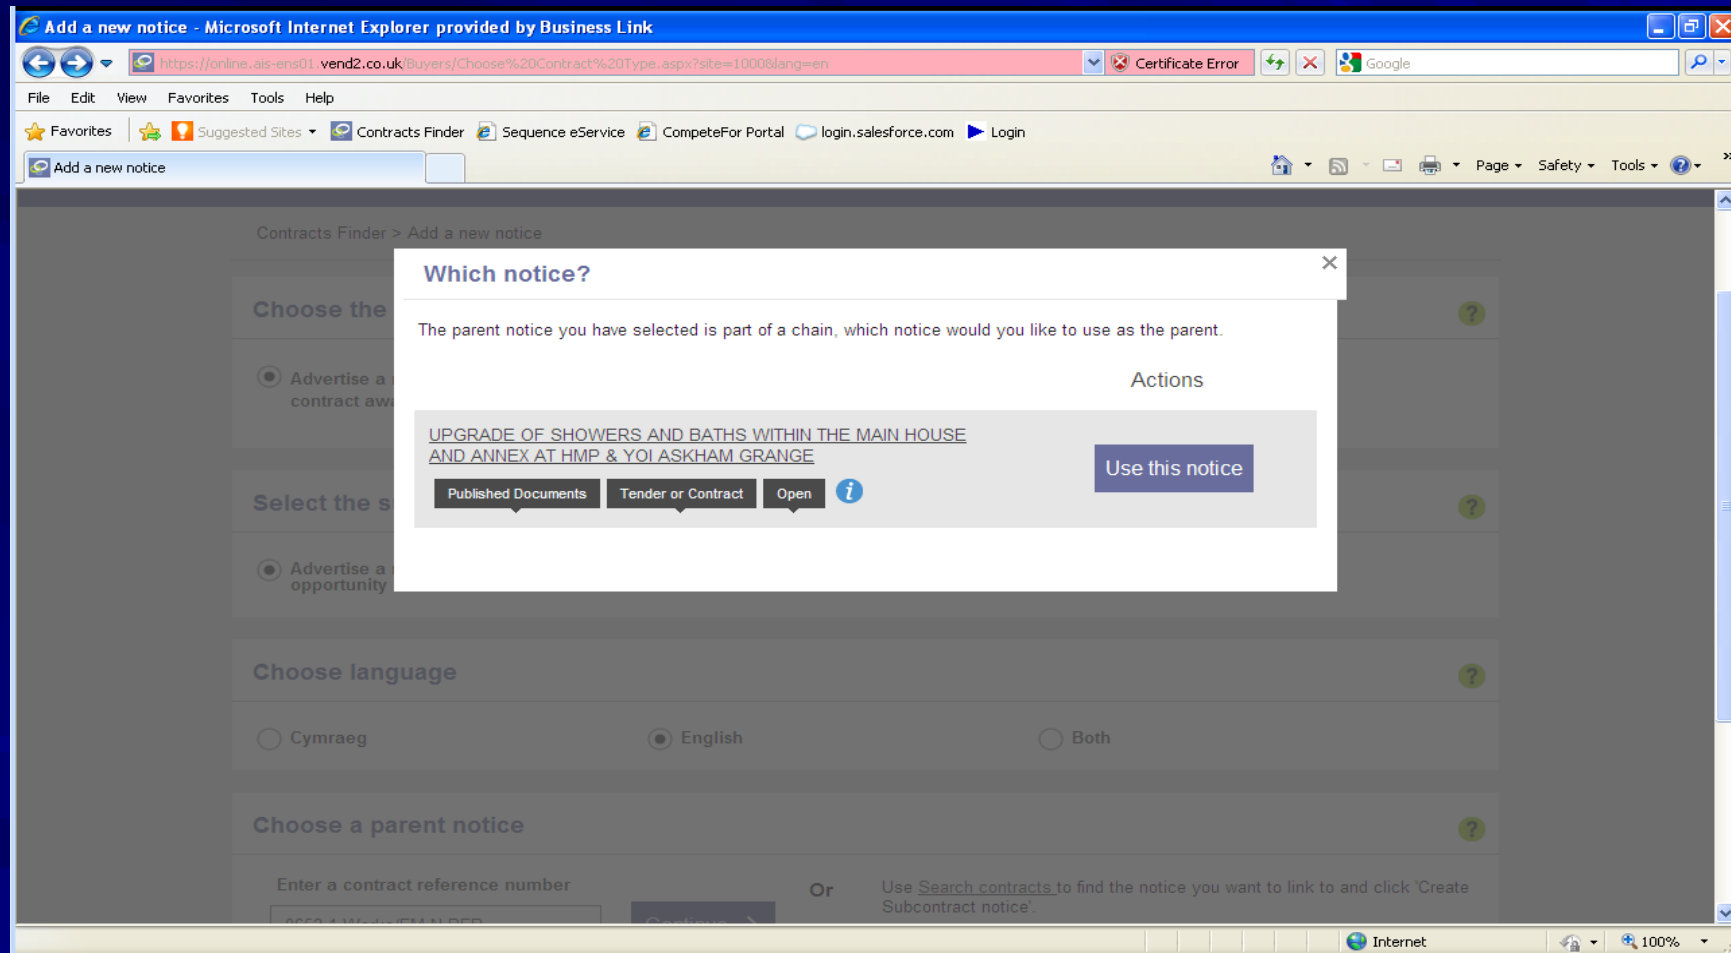 Add a new notice - Microsoft Internet Explorer provided by Business Link
https://online.ais-ens01.vend2.co.uk/Buyers/Choose%20Contract%20Type.aspx?site=1000&lang=en
Certificate Error
Google
File Edit View Favorites Tools Help
Favorites Suggested Sites Contracts Finder Sequence eService CompeteFor Portal login.salesforce.com Login
Add a new notice
Page Safety Tools
Contracts Finder > Add a new notice
Which notice?
Choose the
The parent notice you have selected is part of a chain, which notice would you like to use as the parent.
Actions
Advertise a
contract
UPGRADE OF SHOWERS AND BATHS WITHIN THE MAIN HOUSE
AND ANNEX AT HMP & YOI ASKHAM GRANGE
Use this notice
Published Documents Tender or Contract Open
Select the
Advertise a
opportunity
Choose language
Cymraeg English Both
Choose a parent notice
Enter a contract reference number
Or
Use Search contracts to find the notice you want to link to and click 'Create
Subcontract notice'.
Continue
Internet
100%